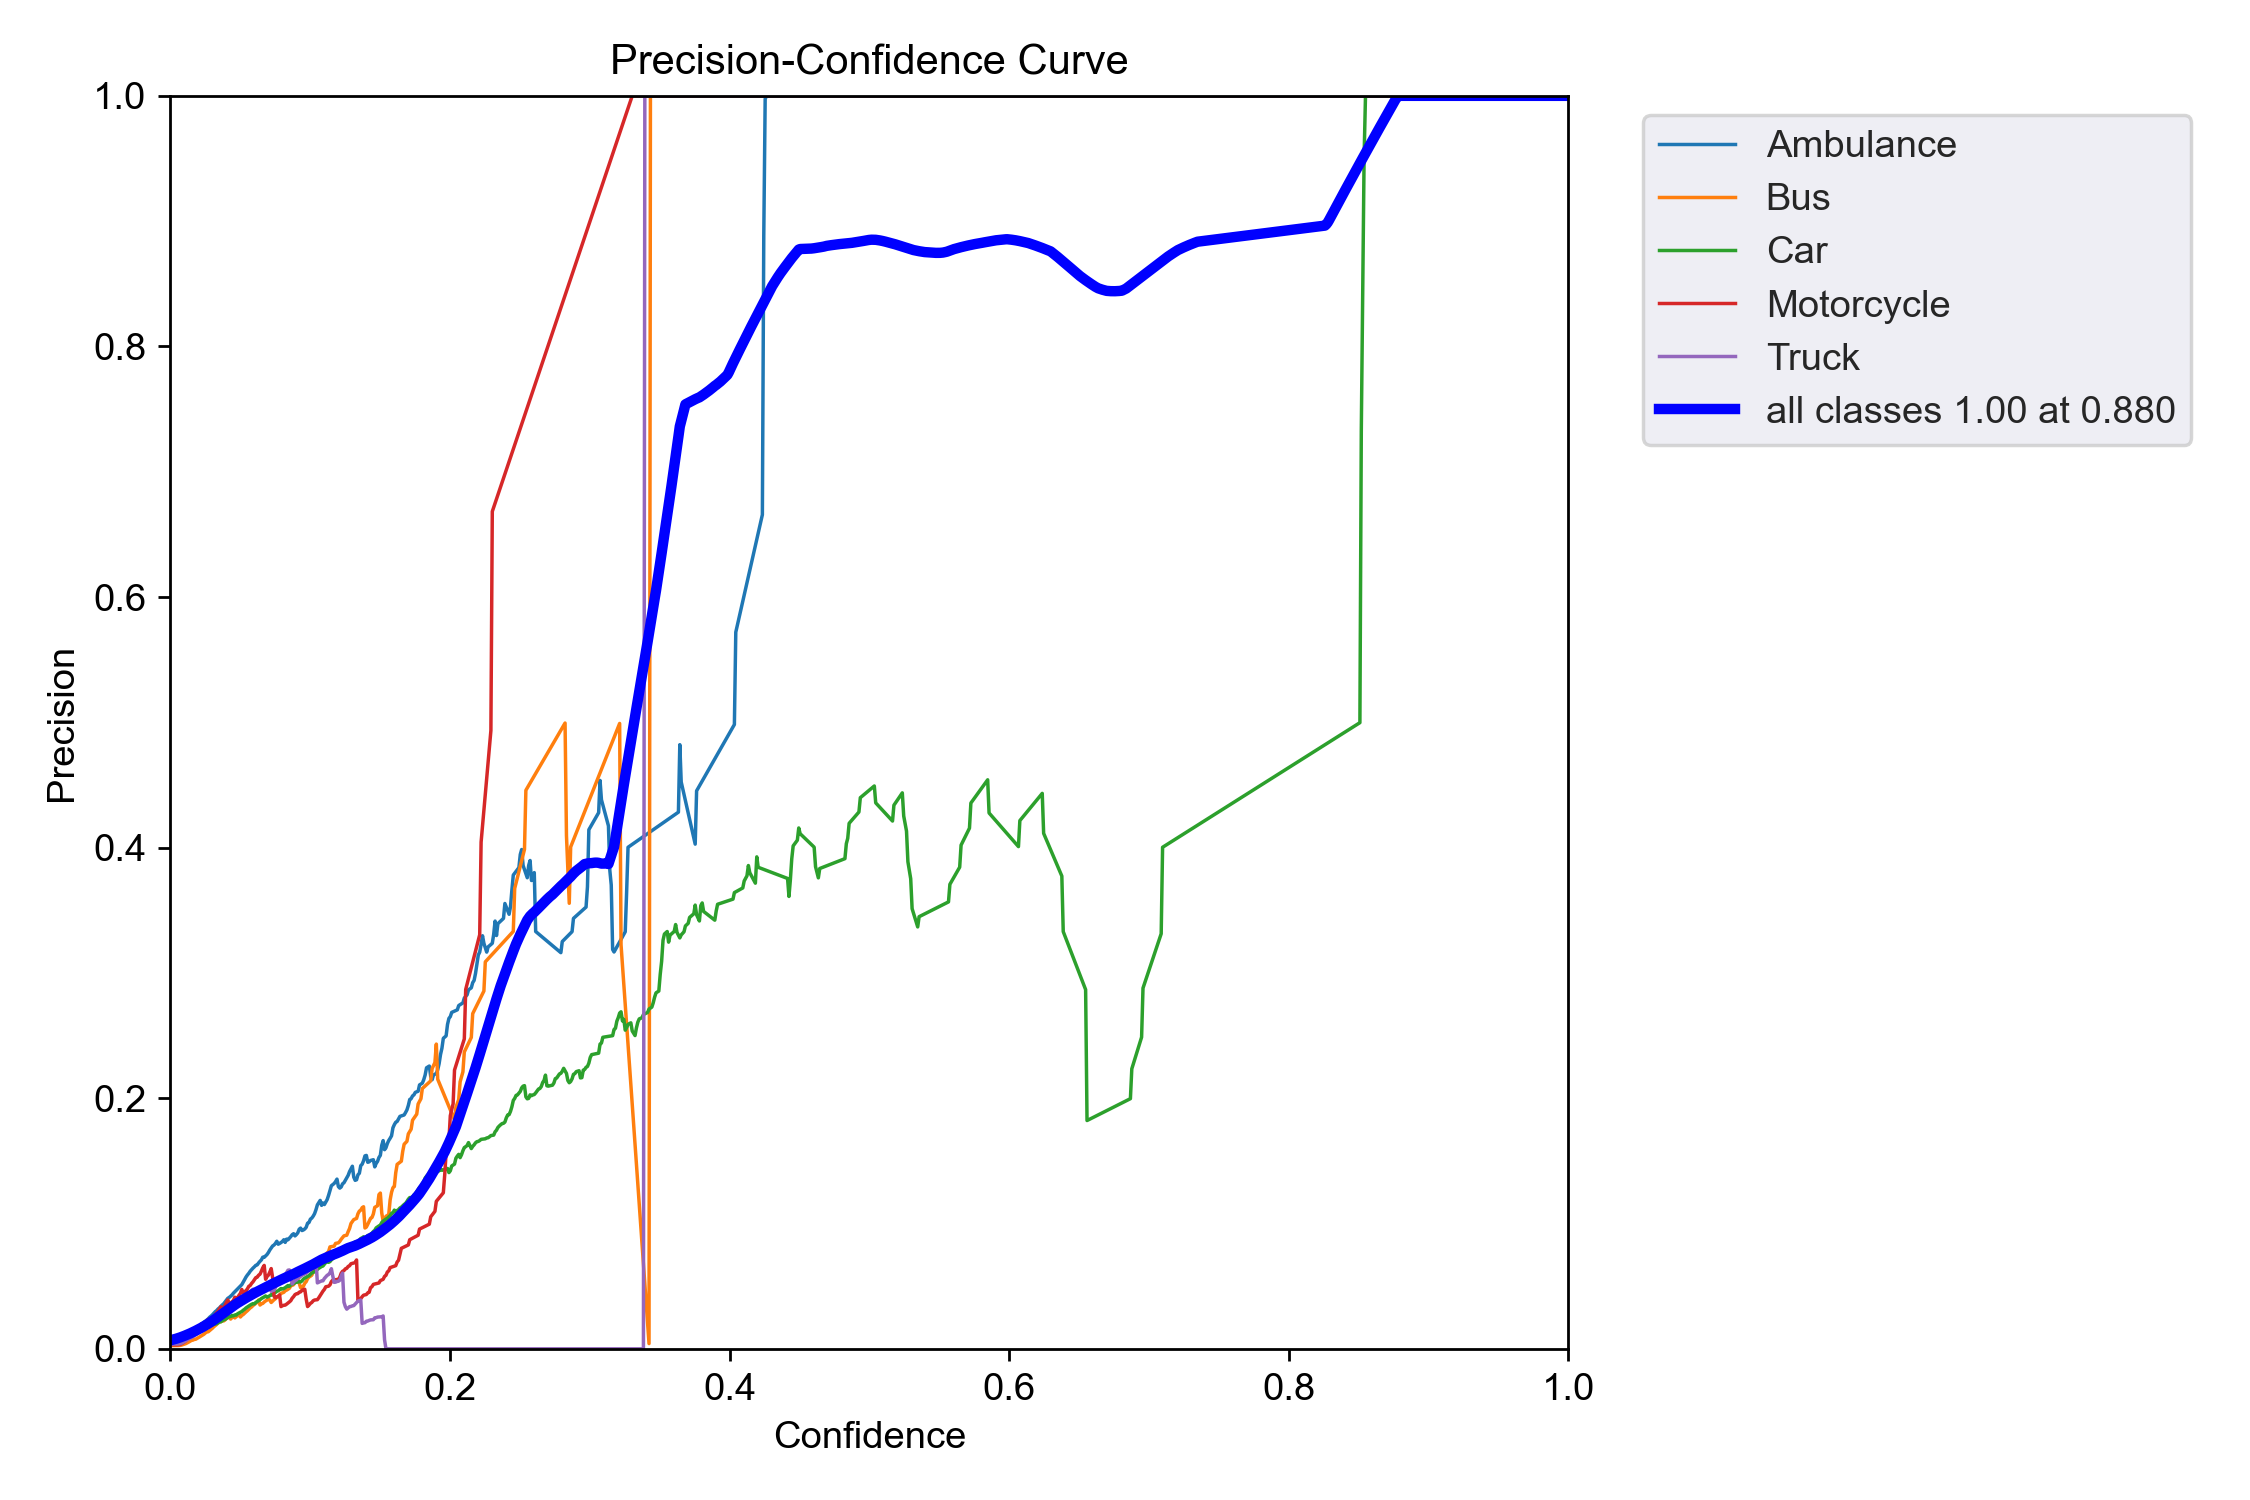 Precision-Confidence Curve
1.0
0.8
0.6
0.4
0.2
0.0
Precision
0.0 0.2 0.4 0.6 0.8 1.0
Confidence
Ambulance
Bus
Car
Motorcycle
Truck
all classes 1.00 at 0.880